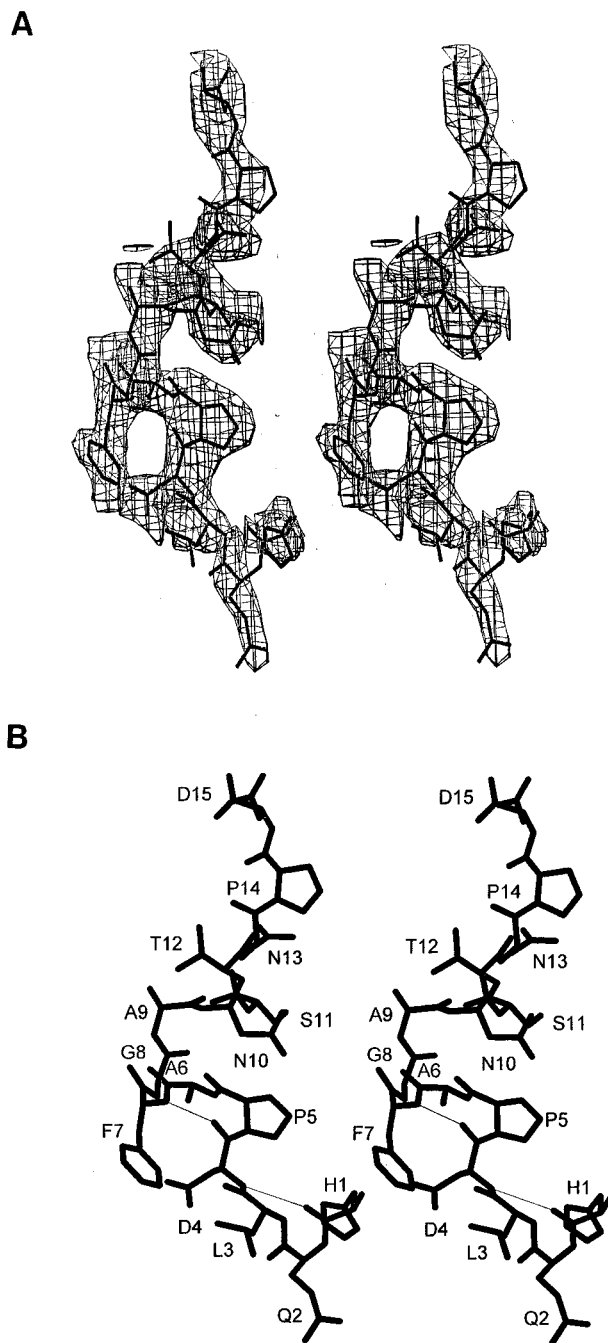 A
B
D15 D15
P14 P14
T12 N13 T12 N13
A9 S11 A9 S11
G8 A6 N10 G8 A6 N10
F7 P5 F7 P5
H1 H1
D4 D4
L3 L3
Q2 Q2